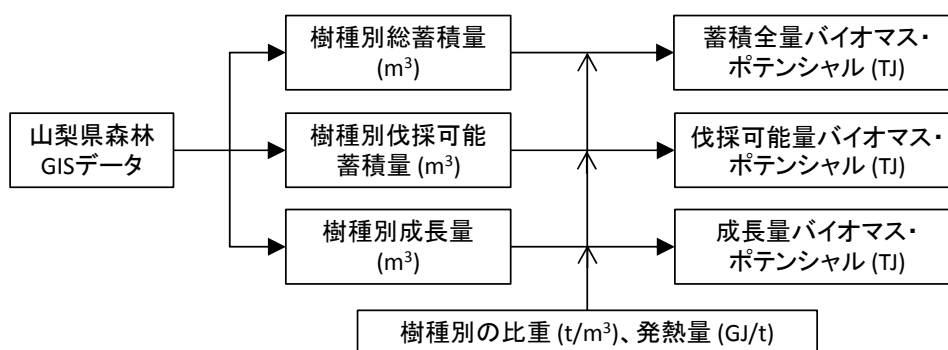 山梨県森林
GISデータ
樹種別総蓄積量
(m³)
樹種別伐採可能
蓄積量 (m³)
樹種別成長量
(m³)
蓄積全量バイオマス・
ポテンシャル (TJ)
伐採可能量バイオマス・
ポテンシャル (TJ)
成長量バイオマス・
ポテンシャル (TJ)
樹種別の比重 (t/m³)、発熱量 (GJ/t)